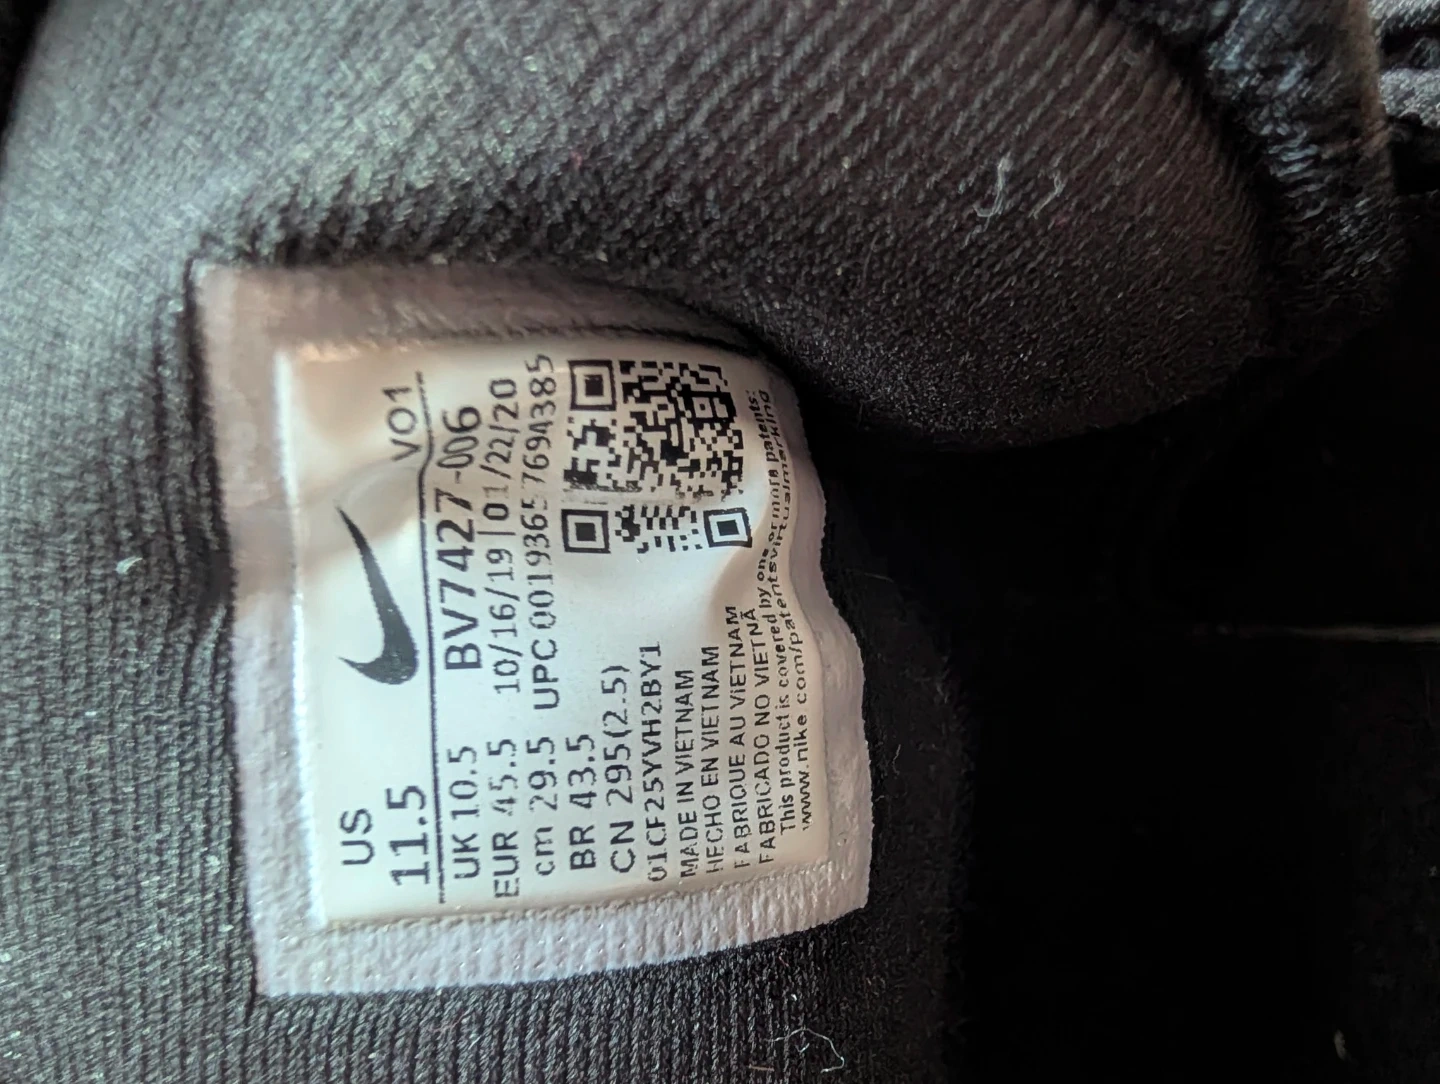 VO1
US
11.5
UK 10.5 BV7427-006
EUR 45.5 10/16/19 | 01/22/20
cm 29.5 UPC 00193657694385
BR 43.5
CN 295(2.5)
01CF25YVH2BY1
MADE IN VIETNAM
HECHO EN VIETNAM
FABRIQUE AU VIETNAM
FABRICADO NO VIETNÃ
This product is covered by one or more patents:
www.nike.com/patentsvirtualmarking